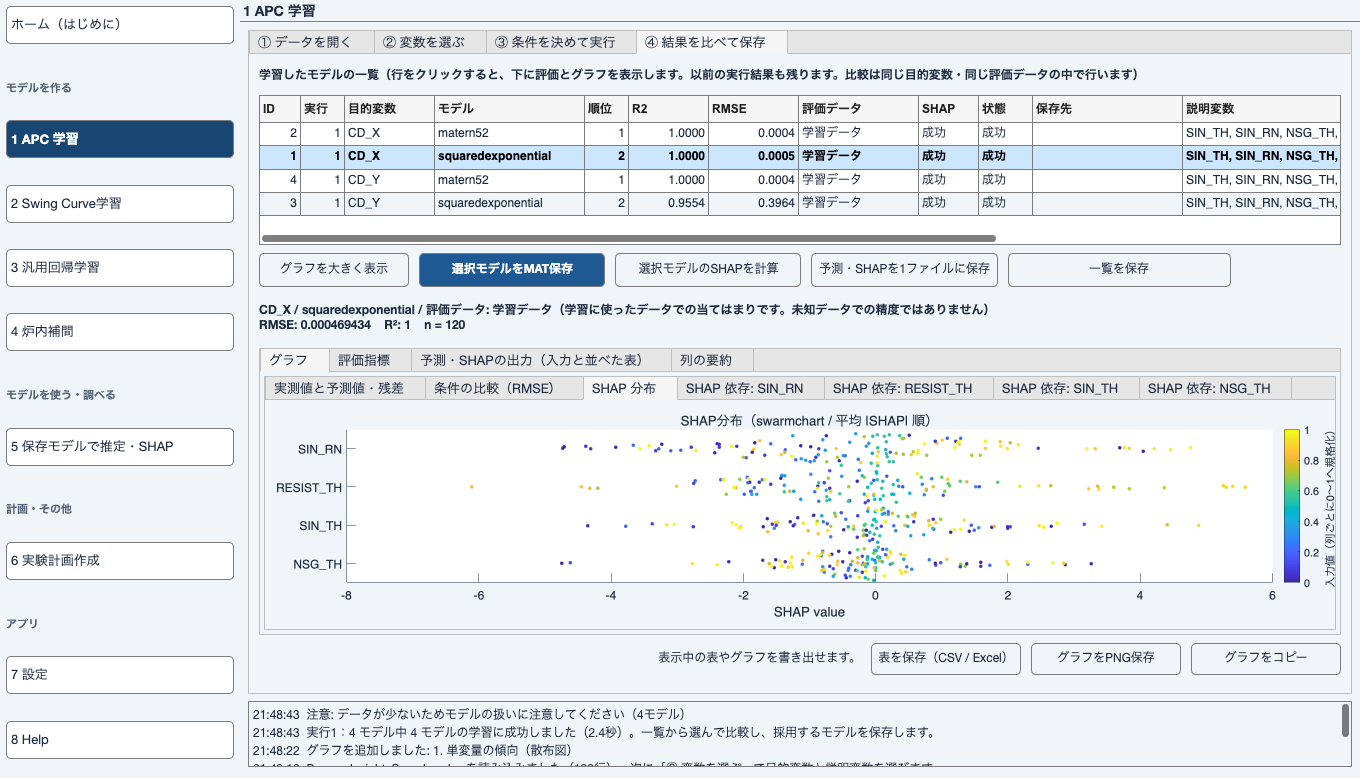 ホーム（はじめに）
モデルを作る
1 APC 学習
2 Swing Curve学習
3 汎用回帰学習
4 炉内補間
モデルを使う・調べる
5 保存モデルで推定・SHAP
計画・その他
6 実験計画作成
アプリ
7 設定
8 Help
1 APC 学習
① データを開く ② 変数を選ぶ ③ 条件を決めて実行 ④ 結果を比べて保存
学習したモデルの一覧（行をクリックすると、下に評価とグラフを表示します。以前の実行結果も残ります。比較は同じ目的変数・同じ評価データの中で行います）
ID 実行 目的変数 モデル 順位 R2 RMSE 評価データ SHAP 状態 保存先 説明変数
2 1 CD_X matern52 1 1.0000 0.0004 学習データ 成功 成功 SIN_TH, SIN_RN, NSG_TH,
1 1 CD_X squaredexponential 2 1.0000 0.0005 学習データ 成功 成功 SIN_TH, SIN_RN, NSG_TH,
4 1 CD_Y matern52 1 1.0000 0.0004 学習データ 成功 成功 SIN_TH, SIN_RN, NSG_TH,
3 1 CD_Y squaredexponential 2 0.9554 0.3964 学習データ 成功 成功 SIN_TH, SIN_RN, NSG_TH,
グラフを大きく表示 選択モデルをMAT保存 選択モデルのSHAPを計算 予測・SHAPを1ファイルに保存 一覧を保存
CD_X / squaredexponential / 評価データ: 学習データ（学習に使ったデータでの当てはまりです。未知データでの精度ではありません）
RMSE: 0.000469434 R²: 1 n = 120
グラフ 評価指標 予測・SHAPの出力（入力と並べた表） 列の要約
実測値と予測値・残差 条件の比較（RMSE） SHAP 分布 SHAP 依存: SIN_RN SHAP 依存: RESIST_TH SHAP 依存: SIN_TH SHAP 依存: NSG_TH
SHAP分布（swarmchart / 平均 |SHAP| 順）
SIN_RN
RESIST_TH
SIN_TH
NSG_TH
-8 -6 -4 -2 0 2 4 6
SHAP value
1
0.8
0.6
0.4
0.2
0
入力値（列ごとに0〜1へ規格化）
表示中の表やグラフを書き出せます。 表を保存（CSV / Excel） グラフをPNG保存 グラフをコピー
21:48:43 注意: データが少ないためモデルの扱いに注意してください（4モデル）
21:48:43 実行1：4 モデル中 4 モデルの学習に成功しました（2.4秒）。一覧から選んで比較し、採用するモデルを保存します。
21:48:22 グラフを追加しました: 1. 単変量の傾向（散布図）